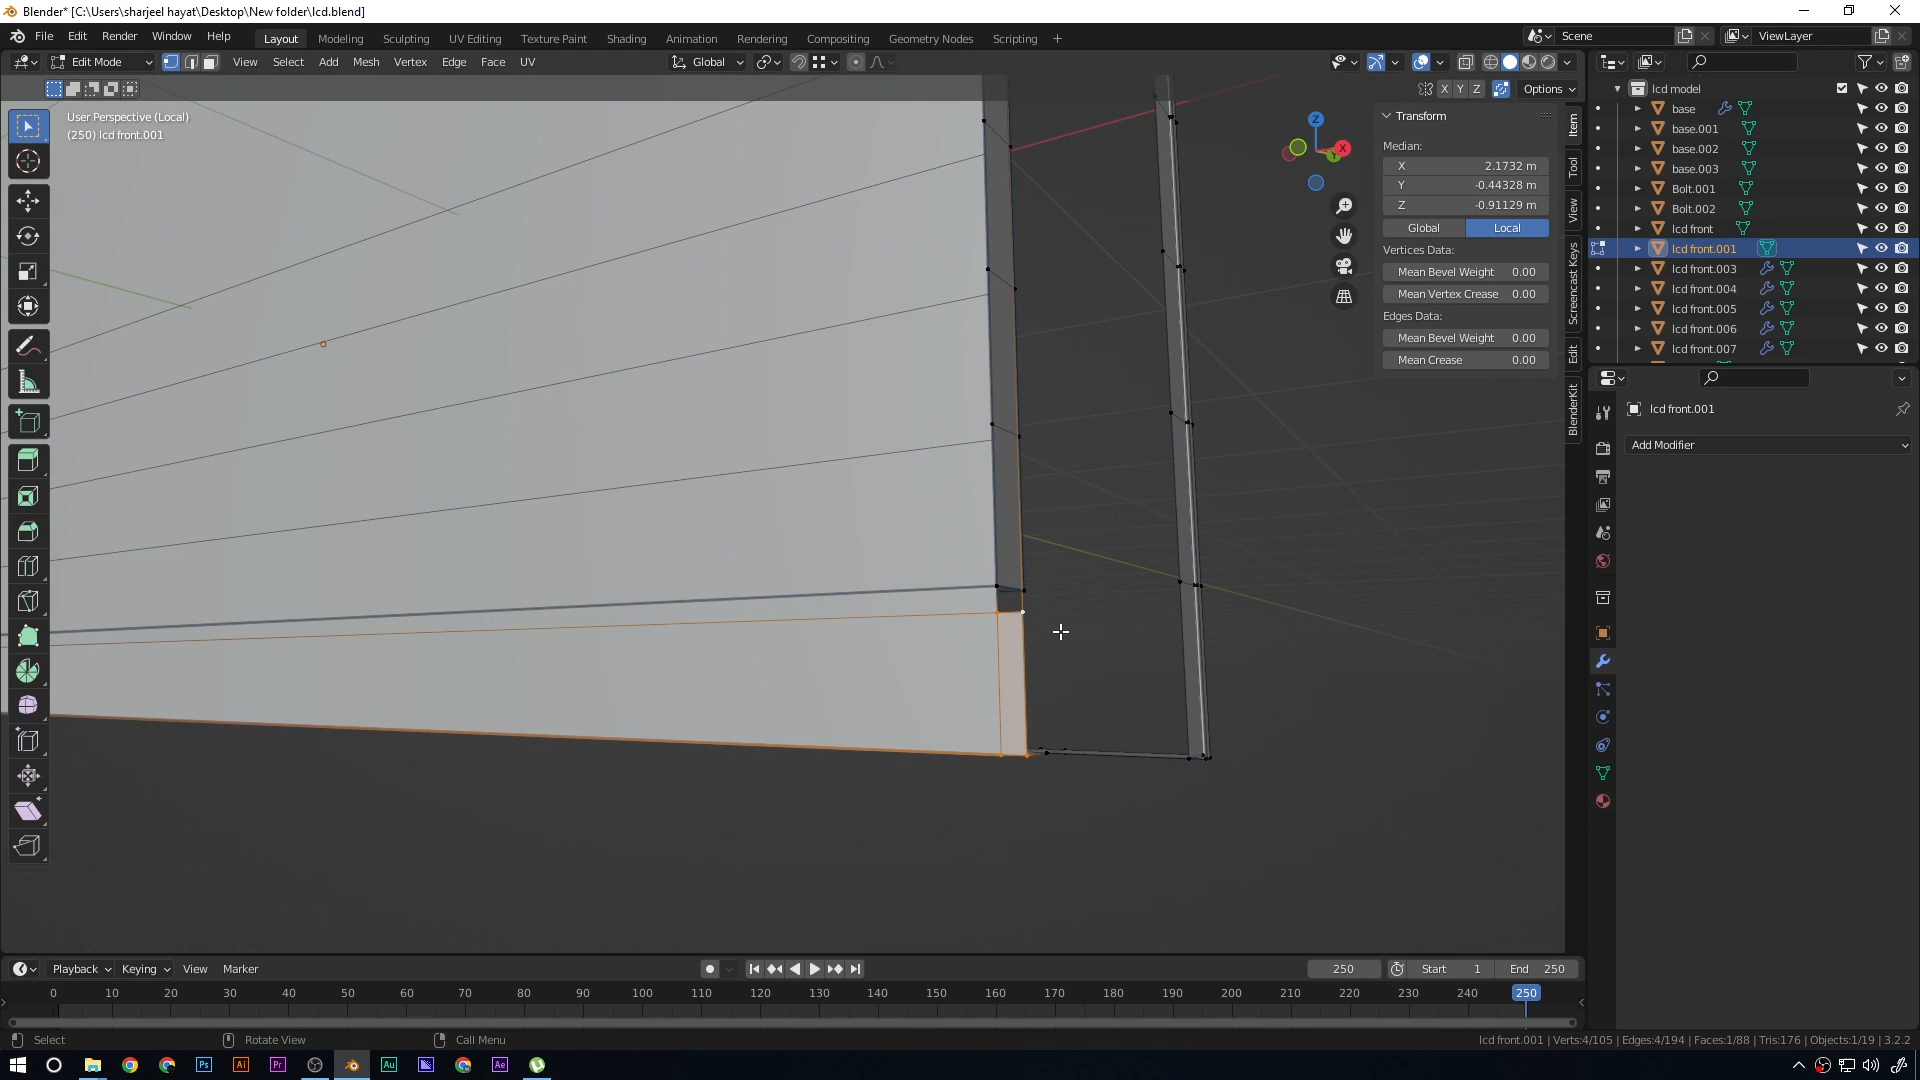 Blender* [C:\Users\sharjeel hayat\Desktop\New folder\lcd.blend]
File Edit Render Window Help
Layout Modeling Sculpting UV Editing Texture Paint Shading Animation Rendering Compositing Geometry Nodes Scripting +
Scene
ViewLayer
Edit Mode
View Select Add Mesh Vertex Edge Face UV
Global
X Y Z
Options
User Perspective (Local)
(250) lcd front.001
Z
X
Y
Transform
Median:
X 2.1732 m
Y -0.44328 m
Z -0.91129 m
Global Local
Vertices Data:
Mean Bevel Weight 0.00
Mean Vertex Crease 0.00
Edges Data:
Mean Bevel Weight 0.00
Mean Crease 0.00
Item
Tool
View
Screencast Keys
Edit
BlenderKit
lcd model
base
base.001
base.002
base.003
Bolt.001
Bolt.002
lcd front
lcd front.001
lcd front.003
lcd front.004
lcd front.005
lcd front.006
lcd front.007
lcd front.001
Add Modifier
Playback Keying View Marker
250
Start 1
End 250
0 10 20 30 40 50 60 70 80 90 100 110 120 130 140 150 160 170 180 190 200 210 220 230 240 250
Select
Rotate View
Call Menu
lcd front.001 | Verts:4/105 | Edges:4/194 | Faces:1/88 | Tris:176 | Objects:1/19 | 3.2.2
Ps
Ai
Pr
Au
Ae